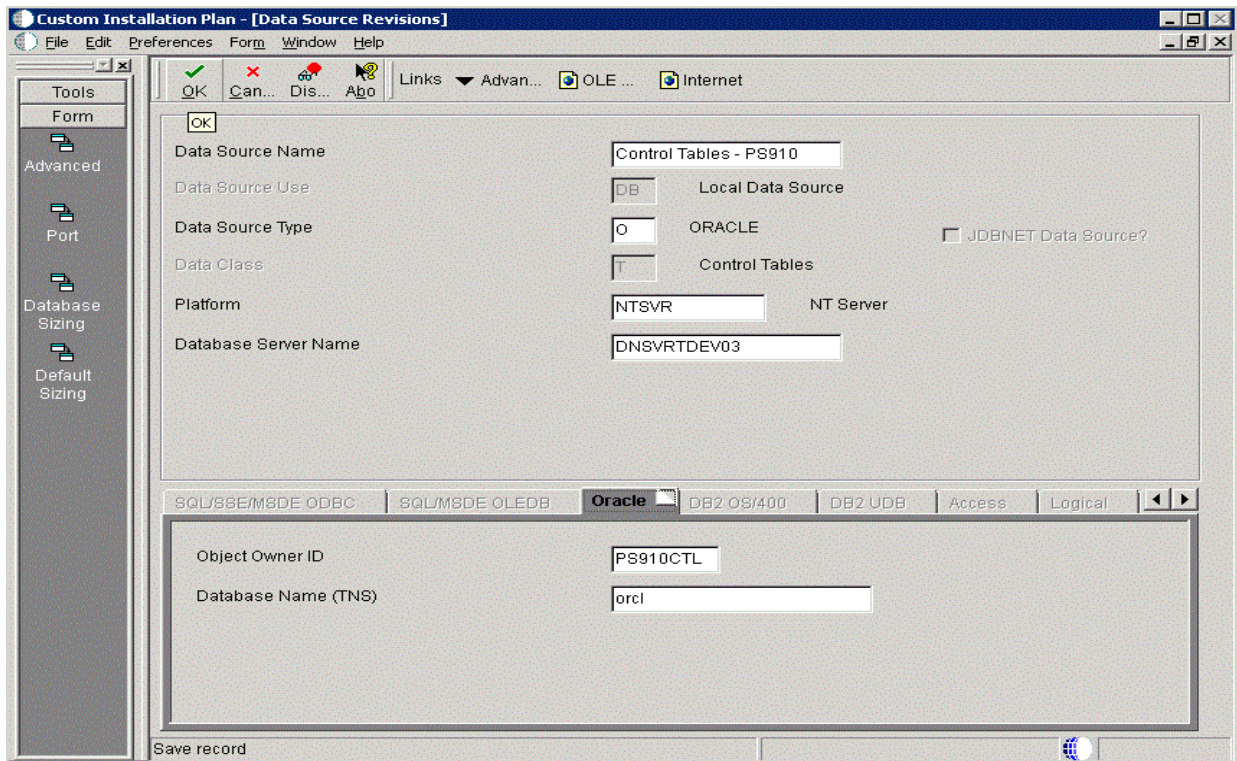 Custom Installation Plan - [Data Source Revisions]
File Edit Preferences Form Window Help
Tools
Form
Advanced
Port
Database
Sizing
Default
Sizing
OK Can... Dis... Abo Links Advan... OLE ... Internet
OK
Data Source Name Control Tables - PS910
Data Source Use DB Local Data Source
Data Source Type O ORACLE JDBNET Data Source?
Data Class T Control Tables
Platform NTSVR NT Server
Database Server Name DNSVRTDEV03
SQL/SSE/MSDE ODBC SQL/MSDE OLEDB Oracle DB2 OS/400 DB2 UDB Access Logical
Object Owner ID PS910CTL
Database Name (TNS) orcl
Save record